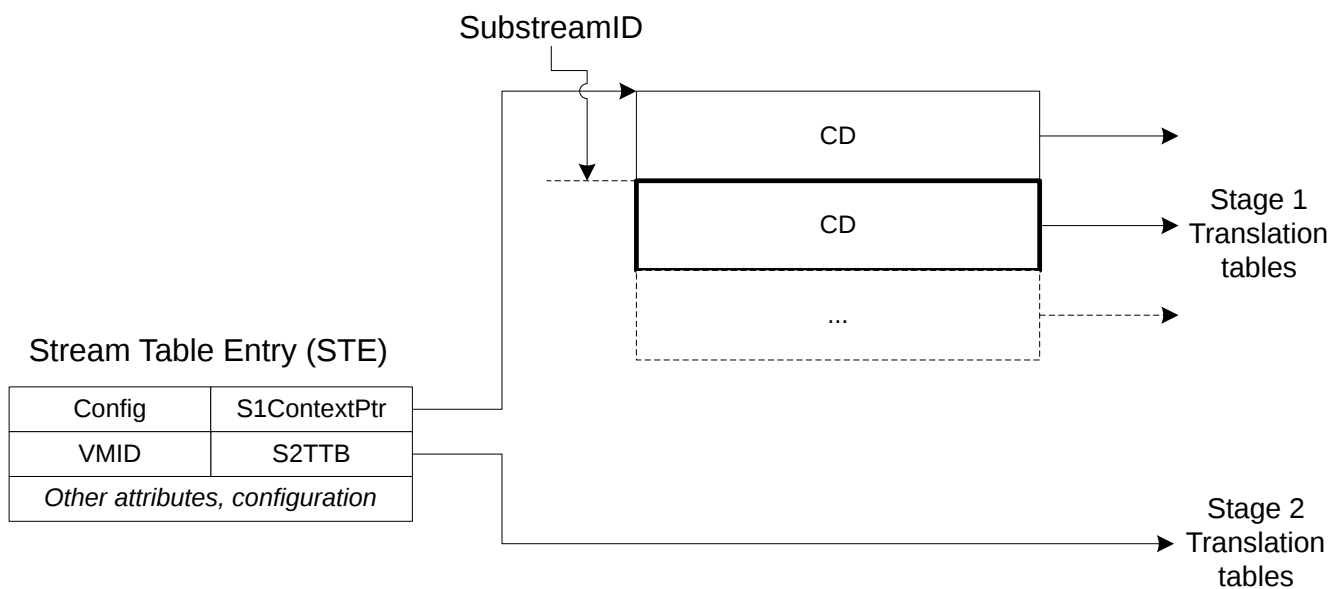 SubstreamID
CD
CD
Stage 1
Translation
tables
...
Stream Table Entry (STE)
Config S1ContextPtr
VMID S2TTB
Other attributes, configuration
Stage 2
Translation
tables